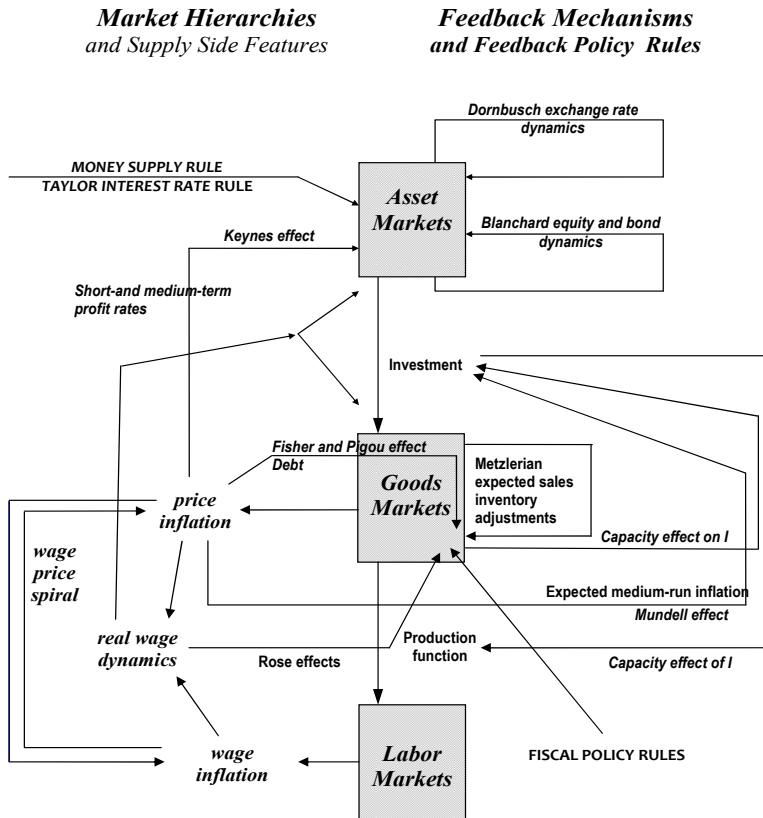 Market Hierarchies
and Supply Side Features
Feedback Mechanisms
and Feedback Policy Rules
Dornbusch exchange rate
dynamics
MONEY SUPPLY RULE
TAYLOR INTEREST RATE RULE
Asset
Markets
Keynes effect
Blanchard equity and bond
dynamics
Short-and medium-term
profit rates
Investment
Fisher and Pigou effect
Debt
Goods
Markets
Metzlerian
expected sales
inventory
adjustments
price
inflation
Capacity effect on I
wage
price
spiral
Expected medium-run inflation
Mundell effect
real wage
dynamics
Rose effects
Production
function
Capacity effect of I
wage
inflation
Labor
Markets
FISCAL POLICY RULES